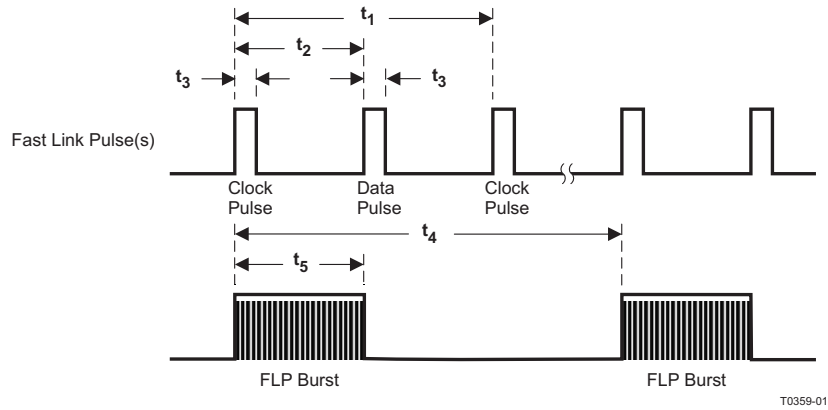 t1
t2
t3 t3
Fast Link Pulse(s)
Clock Pulse
Data Pulse
Clock Pulse
t4
t5
FLP Burst FLP Burst
T0359-01